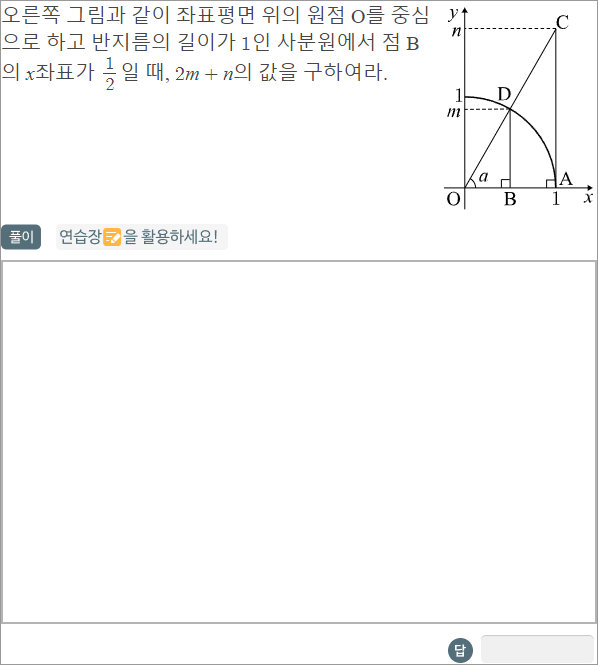 오른쪽 그림과 같이 좌표평면 위의 원점 O를 중심
으로 하고 반지름의 길이가 1인 사분원에서 점 B
의 x좌표가 1/2 일 때, 2m + n의 값을 구하여라.
y
n
C
1
D
m
a
A
O
B
1
x
풀이
연습장을 활용하세요!
답